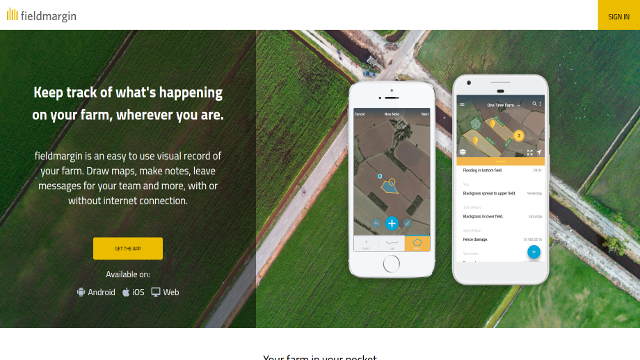 fieldmargin
SIGN IN
Keep track of what's happening
on your farm, wherever you are.
fieldmargin is an easy to use visual record of
your farm. Draw maps, make notes, leave
messages for your team and more, with or
without internet connection.
GET THE APP
Available on:
Android iOS Web
Cancel New Note Next
One Tree Farm
Flooding in bottom field.
Blackgrass spread to upper field. Yesterday
Blackgrass in lower field. Saturday
Fence damage.
Your farm in your pocket